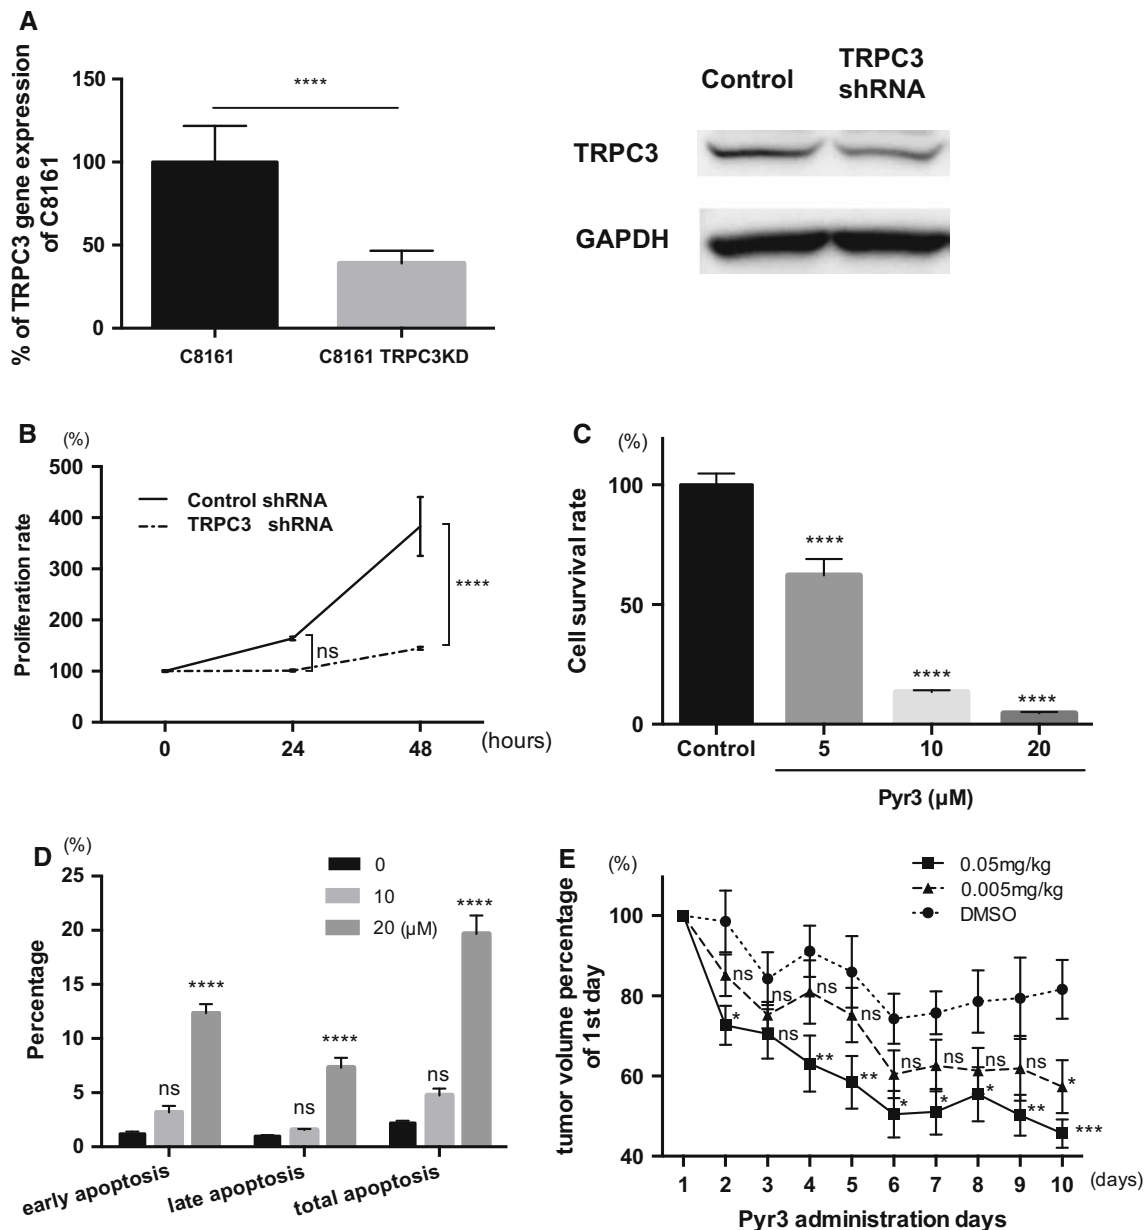 A
% of TRPC3 gene expression
of C8161
150
100
50
0
****
C8161
C8161 TRPC3KD
Control
TRPC3
shRNA
TRPC3
GAPDH
B
(%)
Proliferation rate
500
400
300
200
100
0
Control shRNA
TRPC3 shRNA
ns
****
0
24
48
(hours)
C
(%)
Cell survival rate
100
50
0
****
****
****
Control
5
10
20
Pyr3 (µM)
D
(%)
Percentage
25
20
15
10
5
0
0
10
20 (µM)
ns
****
ns
****
ns
****
early apoptosis
late apoptosis
total apoptosis
E
(%)
tumor volume percentage
of 1st day
100
80
60
40
0.05mg/kg
0.005mg/kg
DMSO
ns
ns
ns
ns
ns
ns
ns
ns
*
*
ns
**
**
*
*
*
**
***
1
2
3
4
5
6
7
8
9
10
(days)
Pyr3 administration days